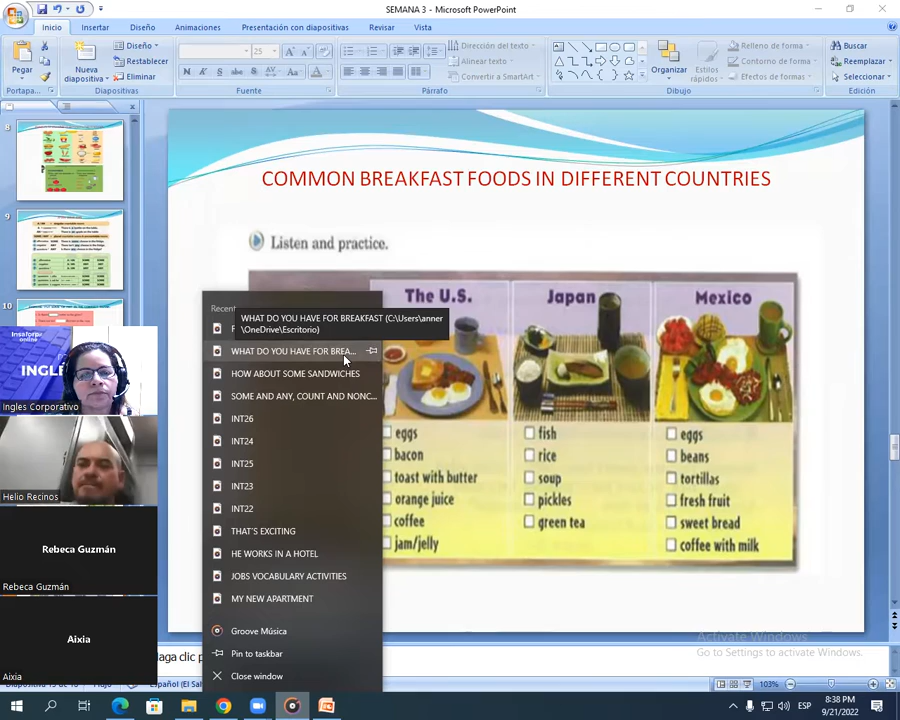 SEMANA 3 - Microsoft PowerPoint
Inicio Insertar Diseño Animaciones Presentación con diapositivas Revisar Vista
Pegar
Nueva diapositiva
Diseño
Restablecer
Eliminar
25
Dirección del texto
Alinear texto
Convertir a SmartArt
Organizar
Estilos rápidos
Relleno de forma
Contorno de forma
Efectos de formas
Buscar
Reemplazar
Seleccionar
Portapa... Diapositivas Fuente Párrafo Dibujo Edición
8
9
10
COMMON BREAKFAST FOODS IN DIFFERENT COUNTRIES
Listen and practice.
The U.S. Japan Mexico
eggs
bacon
toast with butter
orange juice
coffee
jam/jelly
fish
rice
soup
pickles
green tea
eggs
beans
tortillas
fresh fruit
sweet bread
coffee with milk
Recent
WHAT DO YOU HAVE FOR BREAKFAST (C:\Users\anner
\OneDrive\Escritorio)
WHAT DO YOU HAVE FOR BREA...
HOW ABOUT SOME SANDWICHES
SOME AND ANY, COUNT AND NONC...
INT26
INT24
INT25
INT23
INT22
THAT'S EXCITING
HE WORKS IN A HOTEL
JOBS VOCABULARY ACTIVITIES
MY NEW APARTMENT
Groove Música
Pin to taskbar
Close window
Insaforp
online
INGLÉ
Ingles Corporativo
Helio Recinos
Rebeca Guzmán
Rebeca Guzmán
Aixia
Aixia
Activate Windows
Go to Settings to activate Windows.
103%
ESP
8:38 PM
9/21/2022